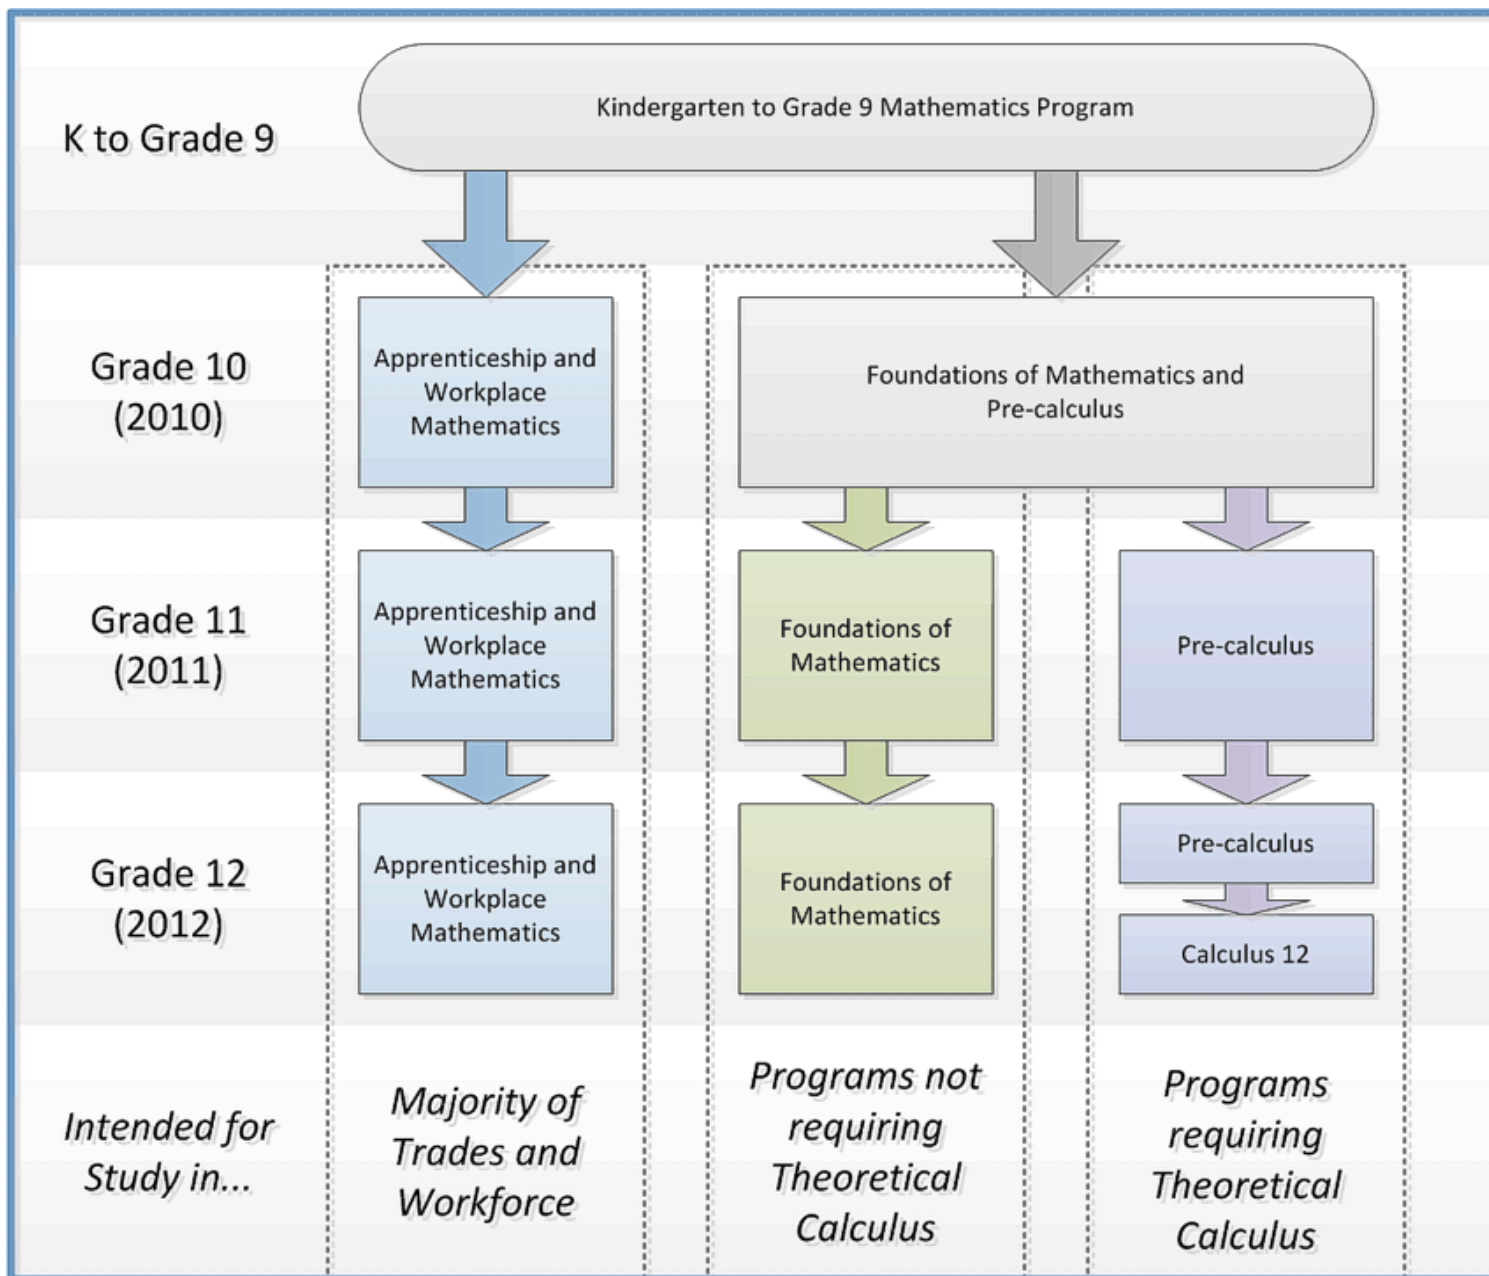 Kindergarten to Grade 9 Mathematics Program
K to Grade 9
Grade 10
(2010)
Apprenticeship and
Workplace
Mathematics
Foundations of Mathematics and
Pre-calculus
Grade 11
(2011)
Apprenticeship and
Workplace
Mathematics
Foundations of
Mathematics
Pre-calculus
Grade 12
(2012)
Apprenticeship and
Workplace
Mathematics
Foundations of
Mathematics
Pre-calculus
Calculus 12
Intended for
Study in...
Majority of
Trades and
Workforce
Programs not
requiring
Theoretical
Calculus
Programs
requiring
Theoretical
Calculus